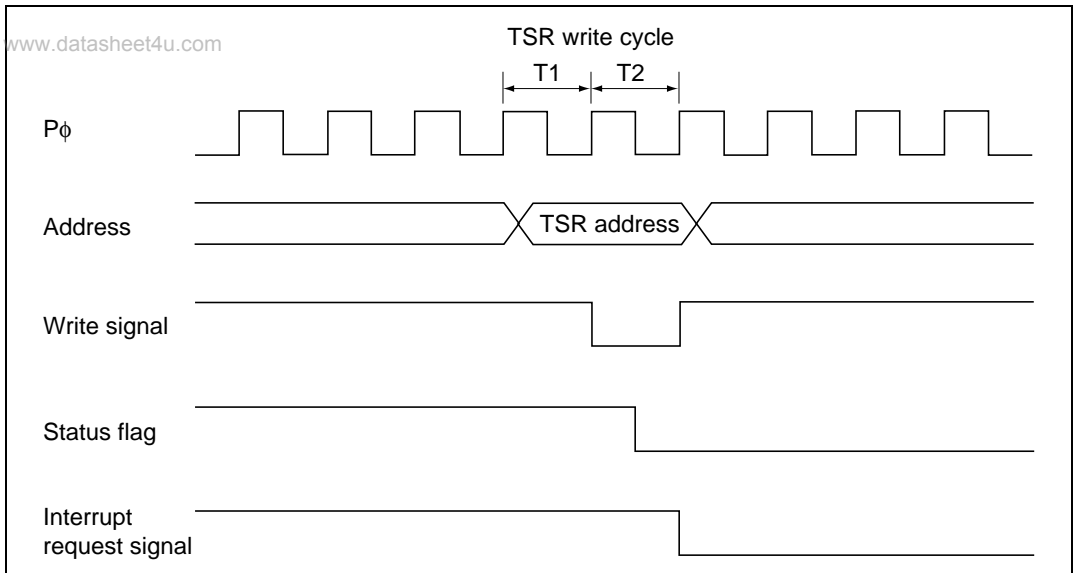 www.datasheet4u.com
TSR write cycle
T1 T2
Pϕ
Address
TSR address
Write signal
Status flag
Interrupt
request signal